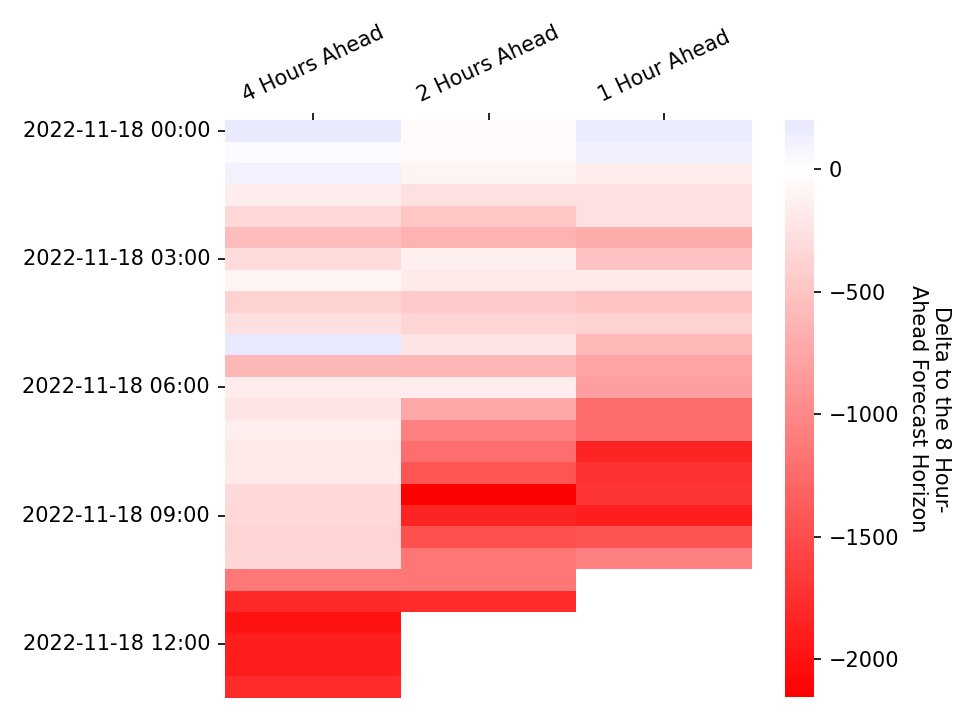 4 Hours Ahead
2 Hours Ahead
1 Hour Ahead
2022-11-18 00:00
2022-11-18 03:00
2022-11-18 06:00
2022-11-18 09:00
2022-11-18 12:00
0
−500
−1000
−1500
−2000
Delta to the 8 Hour-
Ahead Forecast Horizon